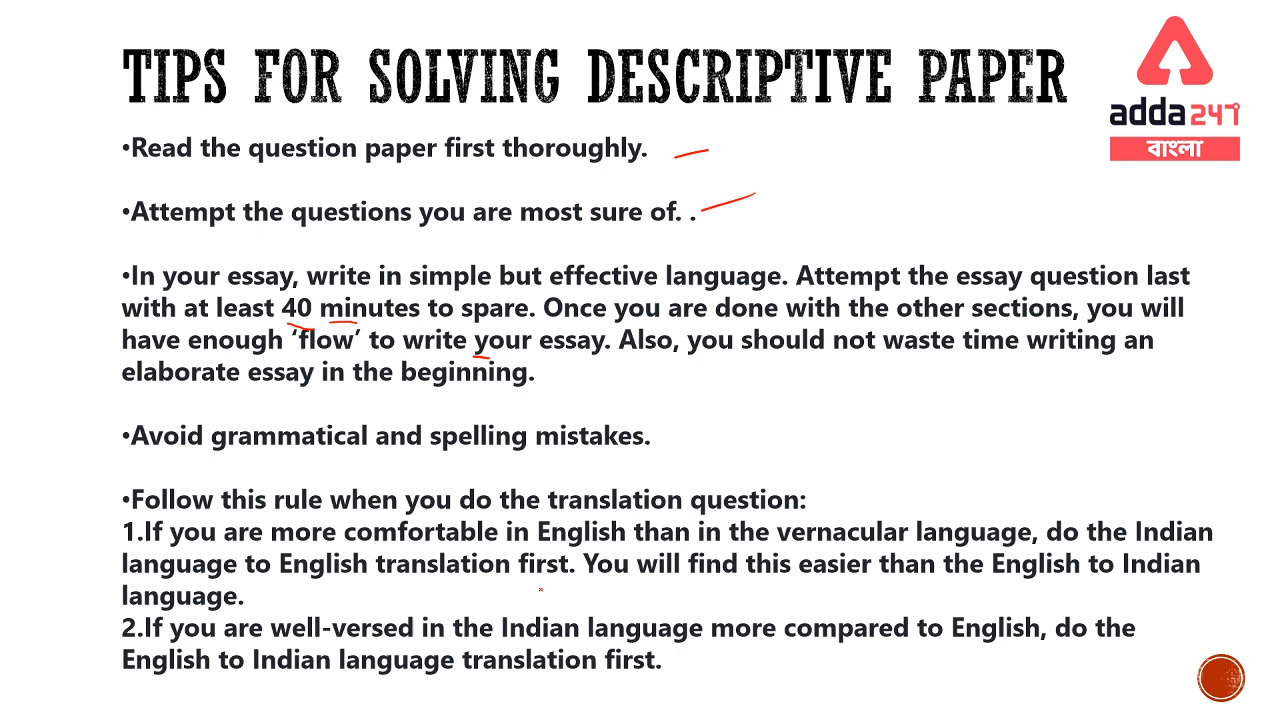 TIPS FOR SOLVING DESCRIPTIVE PAPER
adda247
বাংলা
•Read the question paper first thoroughly.
•Attempt the questions you are most sure of. .
•In your essay, write in simple but effective language. Attempt the essay question last
with at least 40 minutes to spare. Once you are done with the other sections, you will
have enough ‘flow’ to write your essay. Also, you should not waste time writing an
elaborate essay in the beginning.
•Avoid grammatical and spelling mistakes.
•Follow this rule when you do the translation question:
1.If you are more comfortable in English than in the vernacular language, do the Indian
language to English translation first. You will find this easier than the English to Indian
language.
2.If you are well-versed in the Indian language more compared to English, do the
English to Indian language translation first.